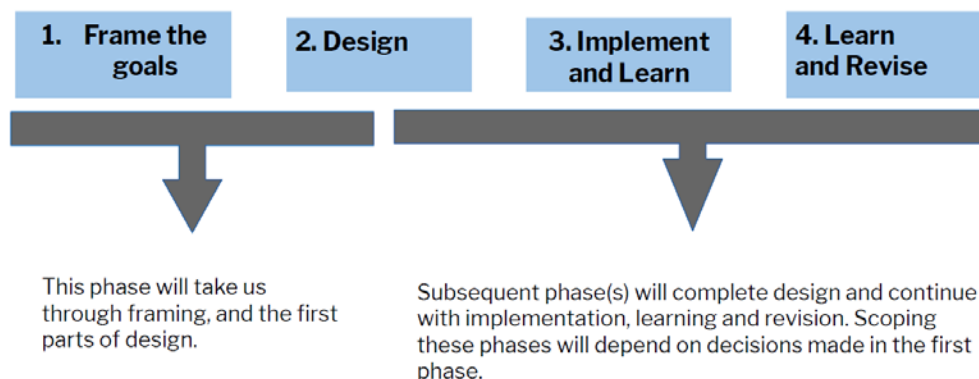 1. Frame the
goals
2. Design
3. Implement
and Learn
4. Learn
and Revise
This phase will take us
through framing, and the first
parts of design.
Subsequent phase(s) will complete design and continue
with implementation, learning and revision. Scoping
these phases will depend on decisions made in the first
phase.